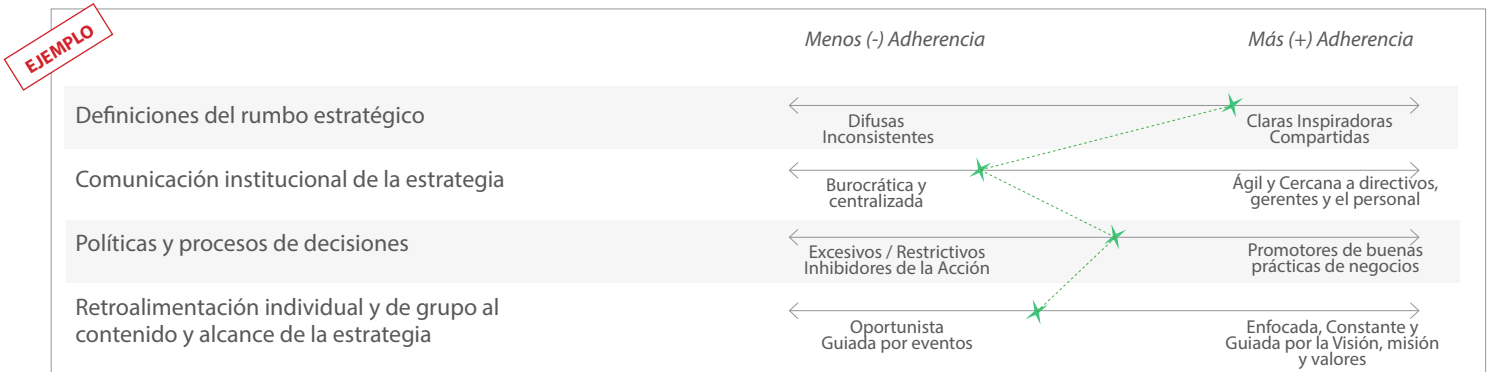 EJEMPLO
Menos (-) Adherencia
Más (+) Adherencia
Definiciones del rumbo estratégico
Difusas
Inconsistentes
Claras Inspiradoras
Compartidas
Comunicación institucional de la estrategia
Burocrática y
centralizada
Ágil y Cercana a directivos,
gerentes y el personal
Políticas y procesos de decisiones
Excesivos / Restrictivos
Inhibidores de la Acción
Promotores de buenas
prácticas de negocios
Retroalimentación individual y de grupo al
contenido y alcance de la estrategia
Oportunista
Guiada por eventos
Enfocada, Constante y
Guiada por la Visión, misión
y valores